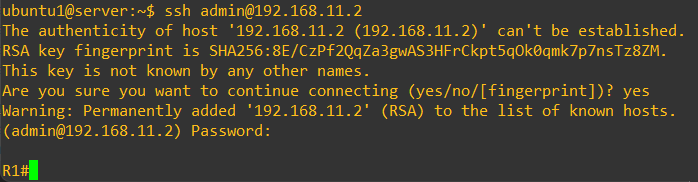 ubuntu1@server:~$ ssh admin@192.168.11.2
The authenticity of host '192.168.11.2 (192.168.11.2)' can't be established.
RSA key fingerprint is SHA256:8E/CzPf2QqZa3gwAS3HFrCkpt5qOk0qmk7p7nsTz8ZM.
This key is not known by any other names.
Are you sure you want to continue connecting (yes/no/[fingerprint])? yes
Warning: Permanently added '192.168.11.2' (RSA) to the list of known hosts.
(admin@192.168.11.2) Password:
R1#